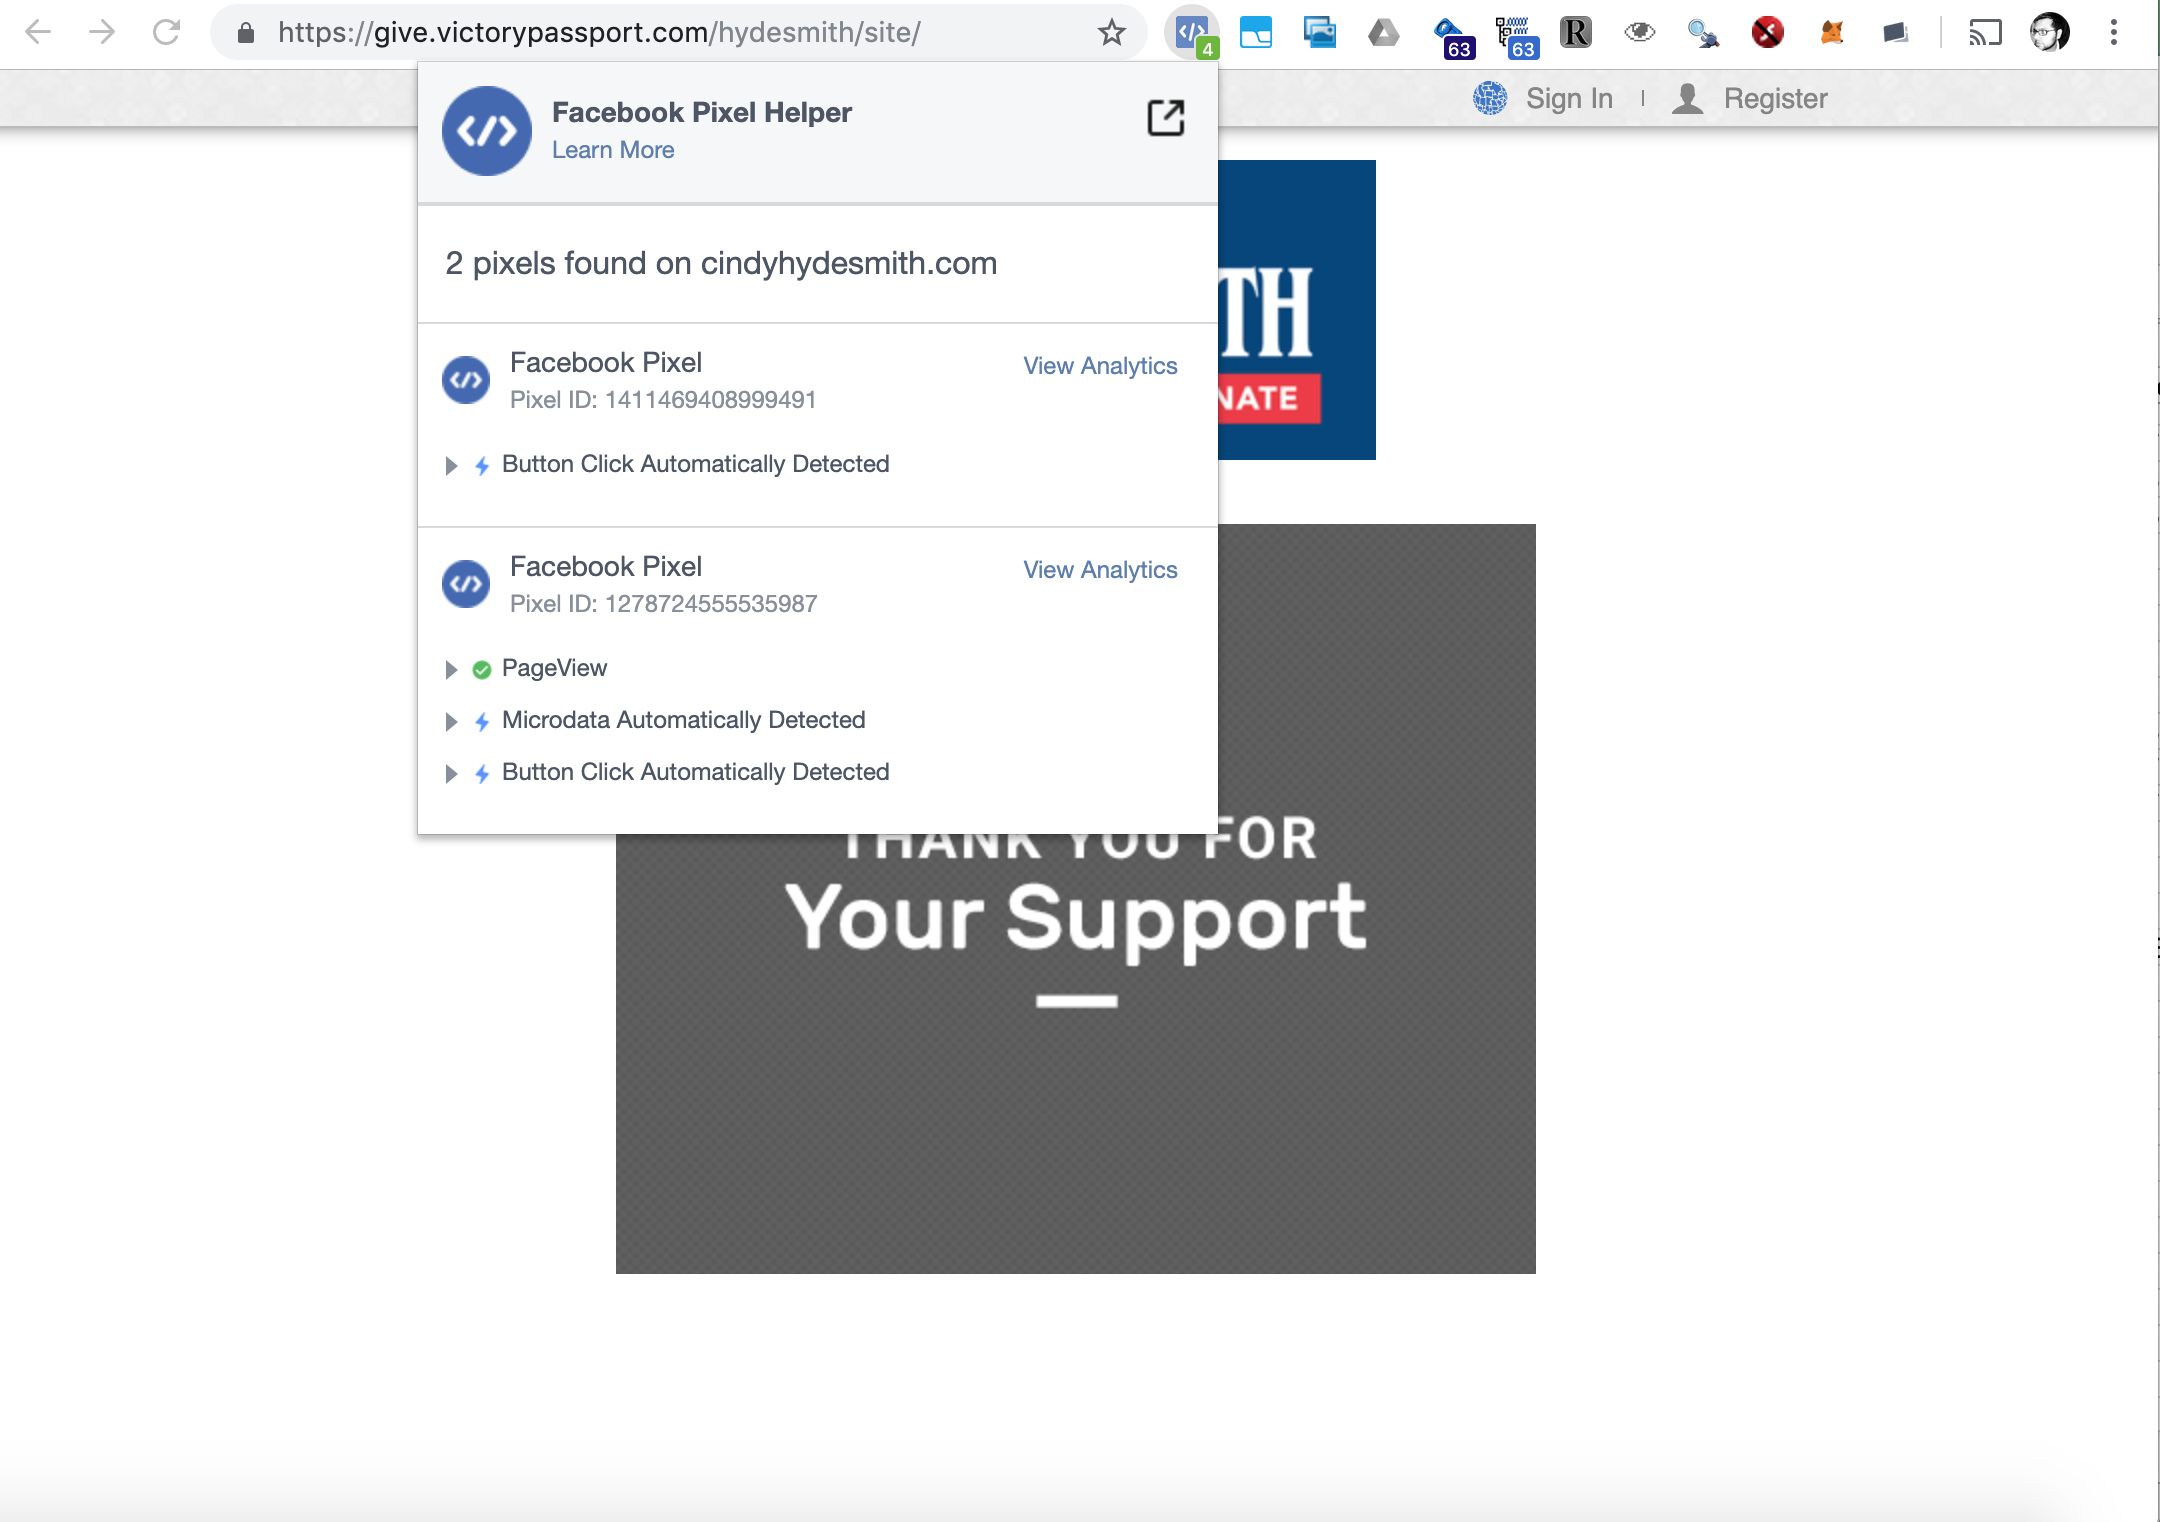 https://give.victorypassport.com/hydesmith/site/
4
63
63
R
Sign In
Register
Facebook Pixel Helper
Learn More
2 pixels found on cindyhydesmith.com
Facebook Pixel
View Analytics
Pixel ID: 1411469408999491
Button Click Automatically Detected
Facebook Pixel
View Analytics
Pixel ID: 1278724555535987
PageView
Microdata Automatically Detected
Button Click Automatically Detected
TH
NATE
THANK YOU FOR
Your Support